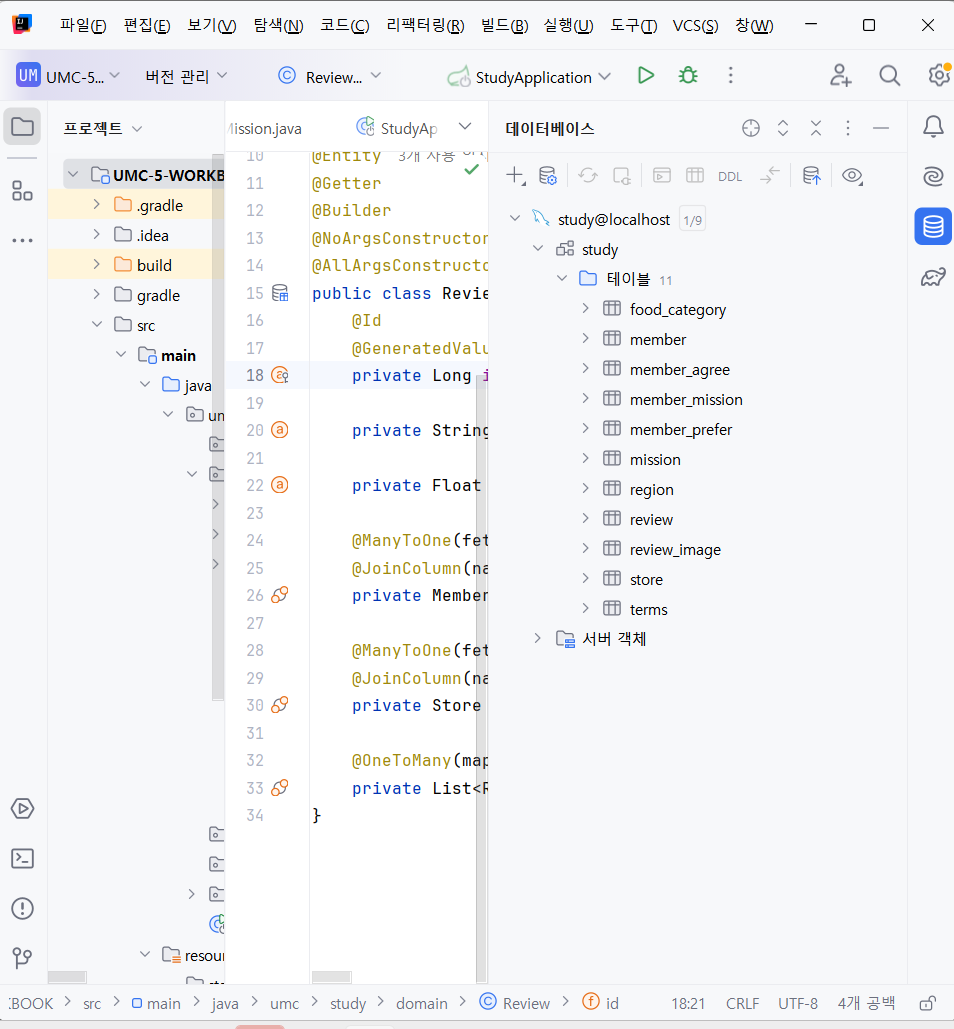 파일(F) 편집(E) 보기(V) 탐색(N) 코드(C) 리팩터링(R) 빌드(B) 실행(U) 도구(T) VCS(S) 창(W)
UM UMC-5... 버전 관리 Review... StudyApplication
프로젝트
UMC-5-WORKB
.gradle
.idea
build
gradle
src
main
java
un
resou
Mission.java StudyAp
10 @Entity 3개 사용
11 @Getter
12 @Builder
13 @NoArgsConstructor
14 @AllArgsConstructo
15 public class Revie
16 @Id
17 @GeneratedValu
18 private Long i
19
20 private String
21
22 private Float
23
24 @ManyToOne(fet
25 @JoinColumn(na
26 private Member
27
28 @ManyToOne(fet
29 @JoinColumn(na
30 private Store
31
32 @OneToMany(map
33 private List<R
34 }
데이터베이스
DDL
study@localhost 1/9
study
테이블 11
food_category
member
member_agree
member_mission
member_prefer
mission
region
review
review_image
store
terms
서버 객체
KBOOK > src > main > java > umc > study > domain > Review > id 18:21 CRLF UTF-8 4개 공백